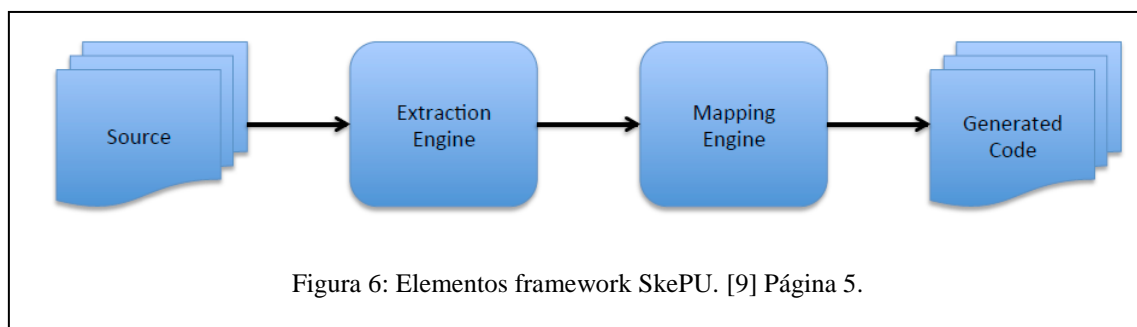 Source
Extraction
Engine
Mapping
Engine
Generated
Code
Figura 6: Elementos framework SkePU. [9] Página 5.